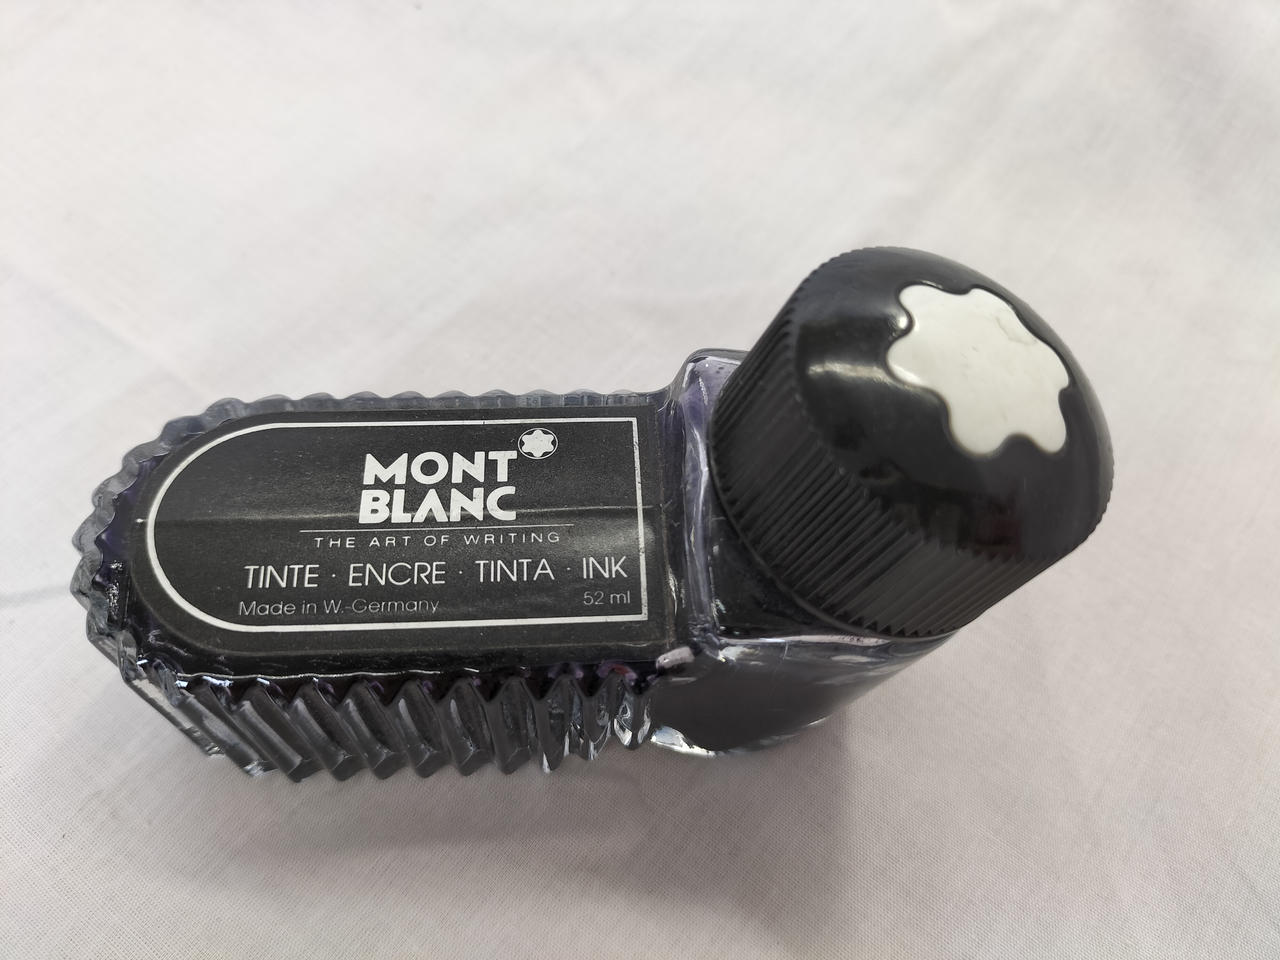 MONT
BLANC
THE ART OF WRITING
TINTE · ENCRE · TINTA · INK
Made in W.-Germany 52 ml